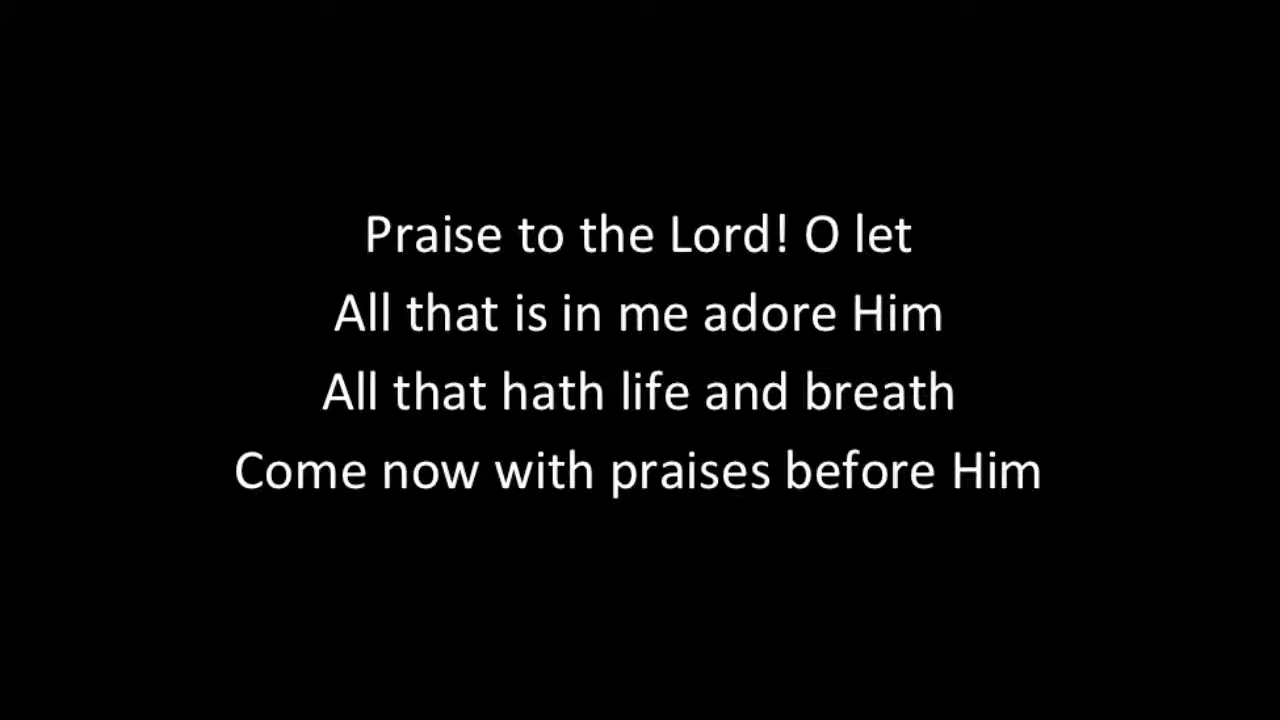 Praise to the Lord! O let
All that is in me adore Him
All that hath life and breath
Come now with praises before Him